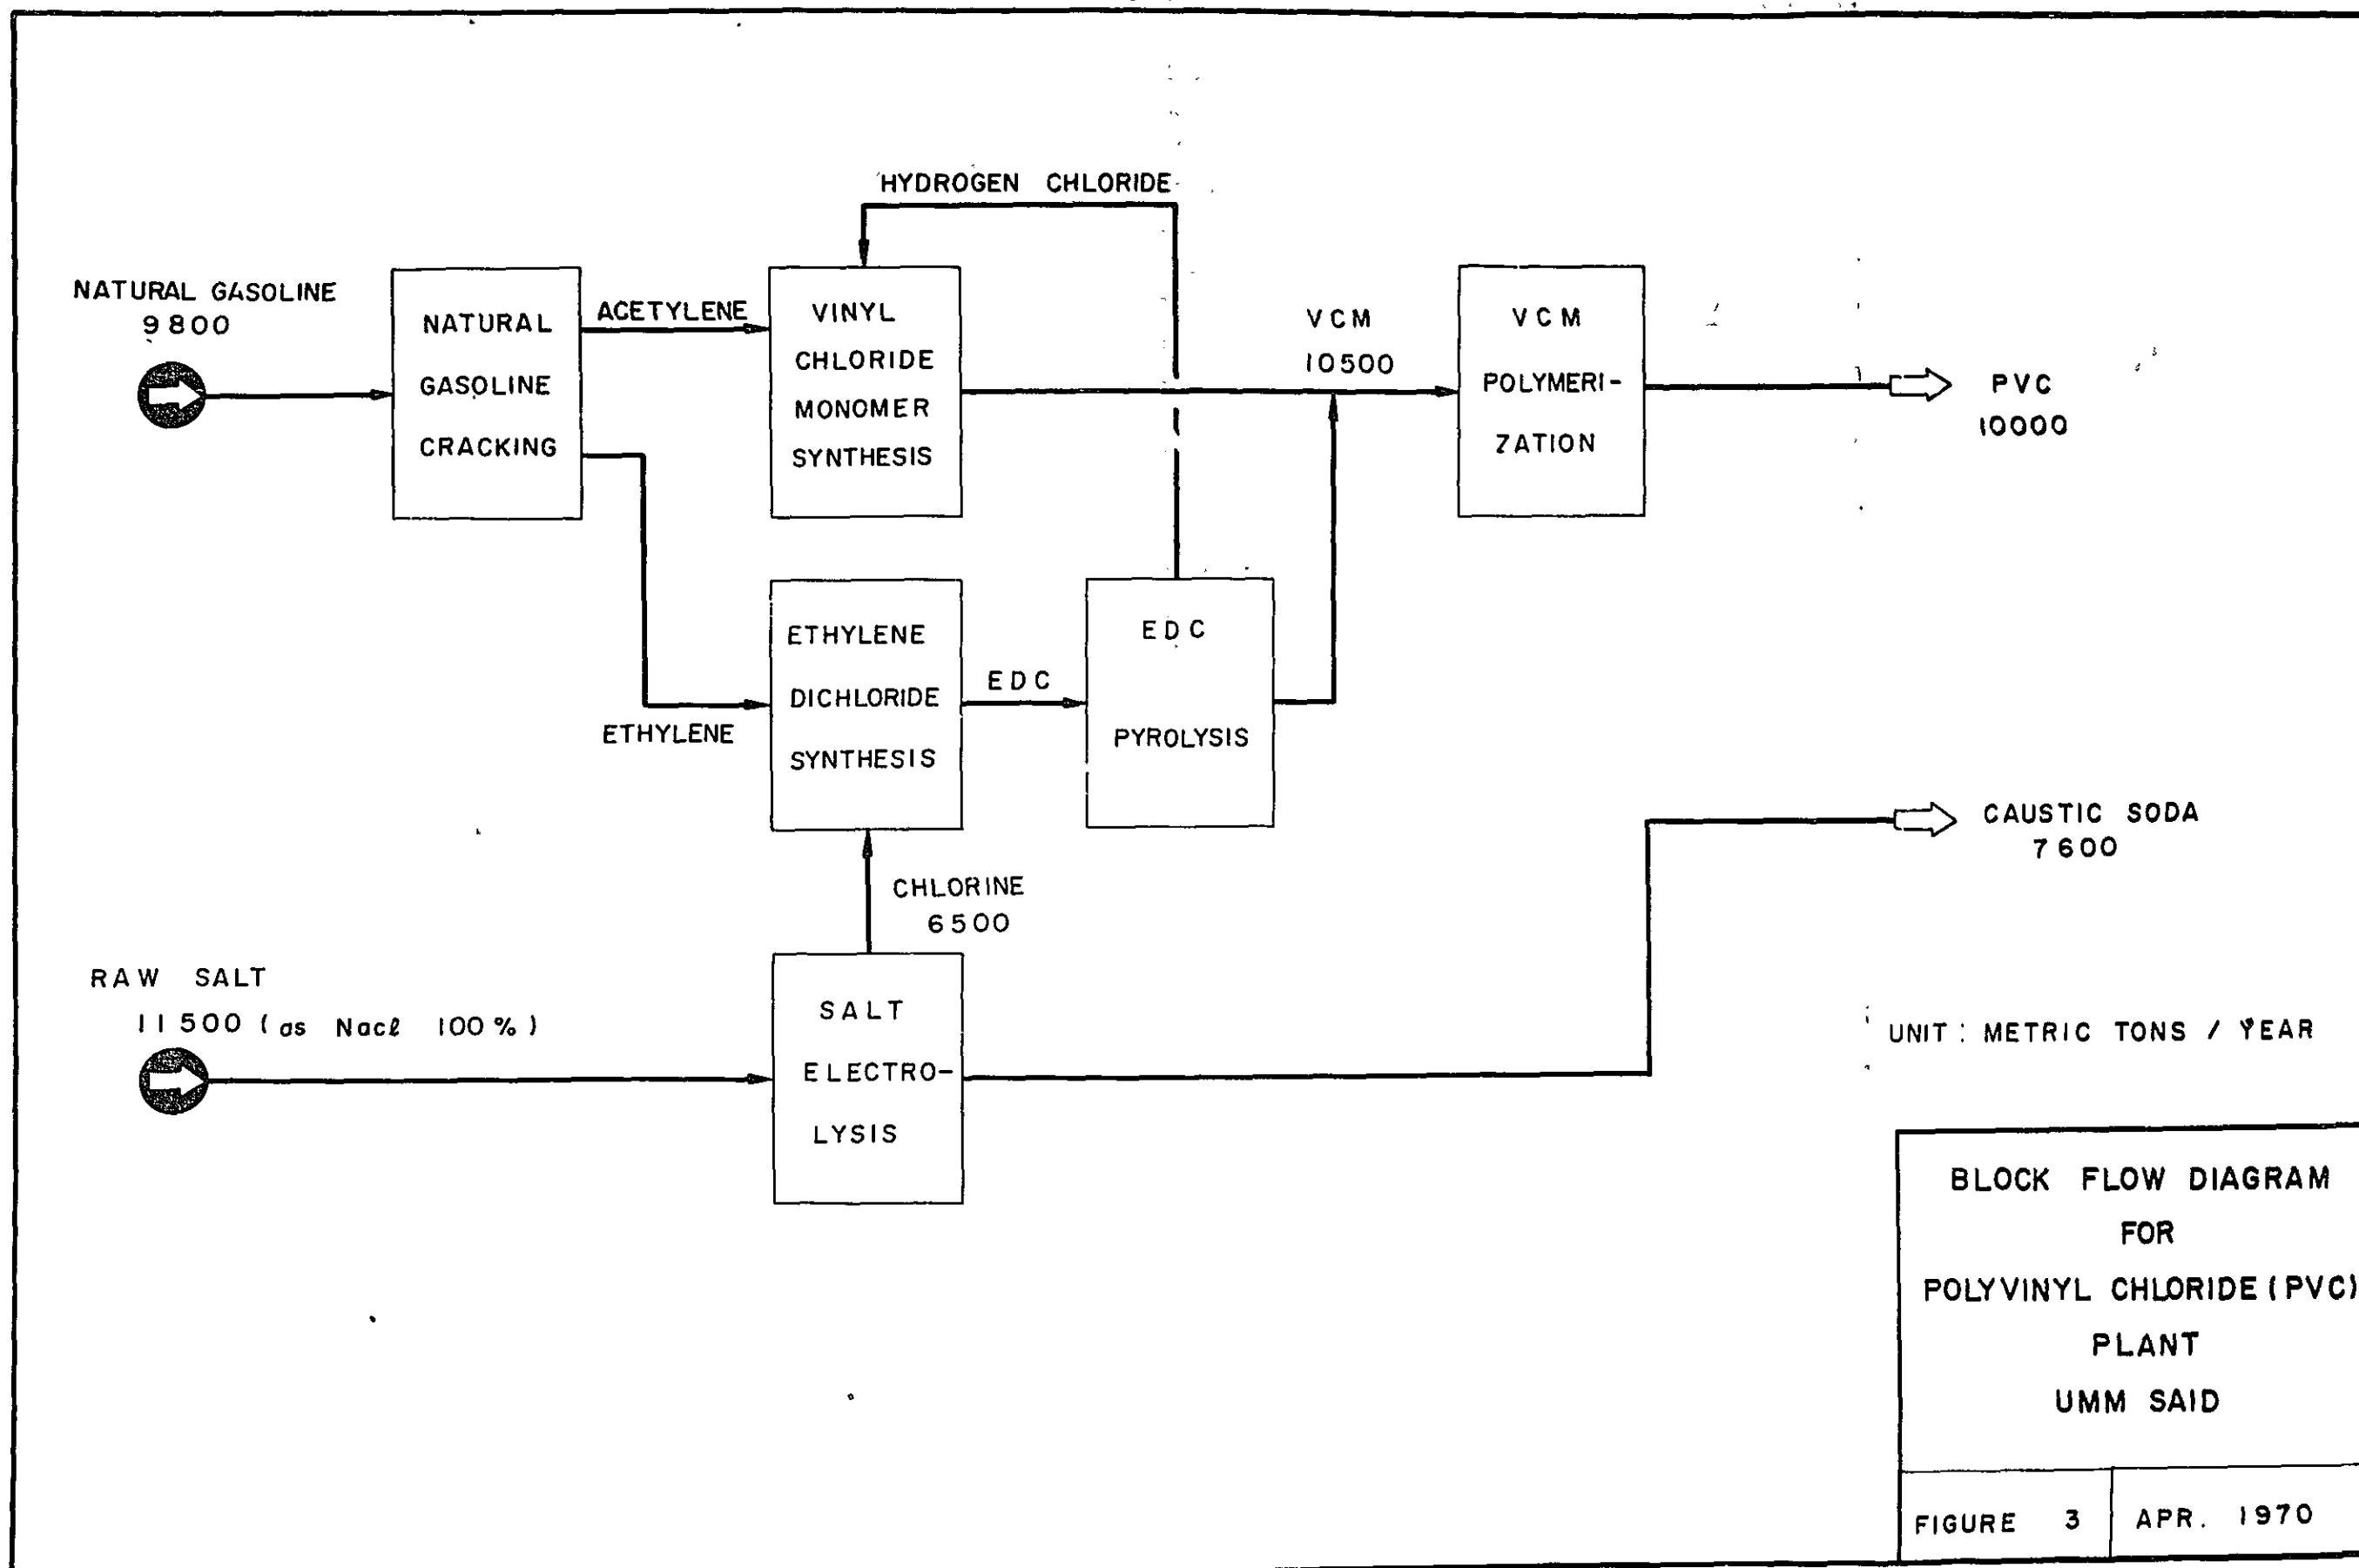 HYDROGEN CHLORIDE
NATURAL GASOLINE
9800
NATURAL
GASOLINE
CRACKING
ACETYLENE
VINYL
CHLORIDE
MONOMER
SYNTHESIS
VCM
10500
VCM
POLYMERI-
ZATION
PVC
10000
ETHYLENE
ETHYLENE
DICHLORIDE
SYNTHESIS
EDC
EDC
PYROLYSIS
CAUSTIC SODA
7600
CHLORINE
6500
RAW SALT
11500 (as Nacl 100%)
SALT
ELECTRO-
LYSIS
UNIT : METRIC TONS / YEAR
BLOCK FLOW DIAGRAM
FOR
POLYVINYL CHLORIDE (PVC)
PLANT
UMM SAID
FIGURE 3
APR. 1970